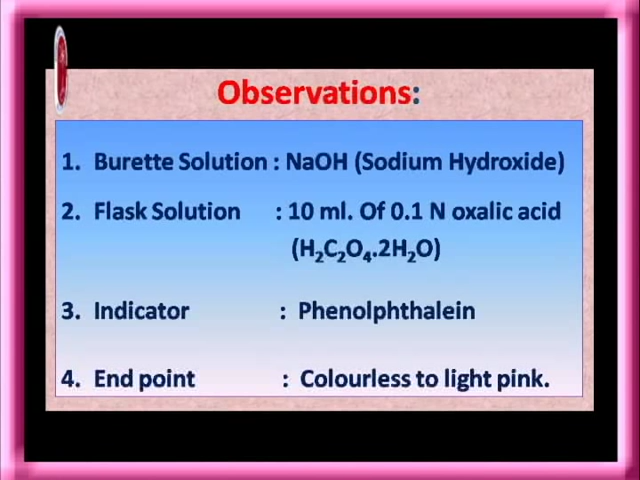 Observations:
1. Burette Solution : NaOH (Sodium Hydroxide)
2. Flask Solution : 10 ml. Of 0.1 N oxalic acid
(H₂C₂O₄.2H₂O)
3. Indicator : Phenolphthalein
4. End point : Colourless to light pink.